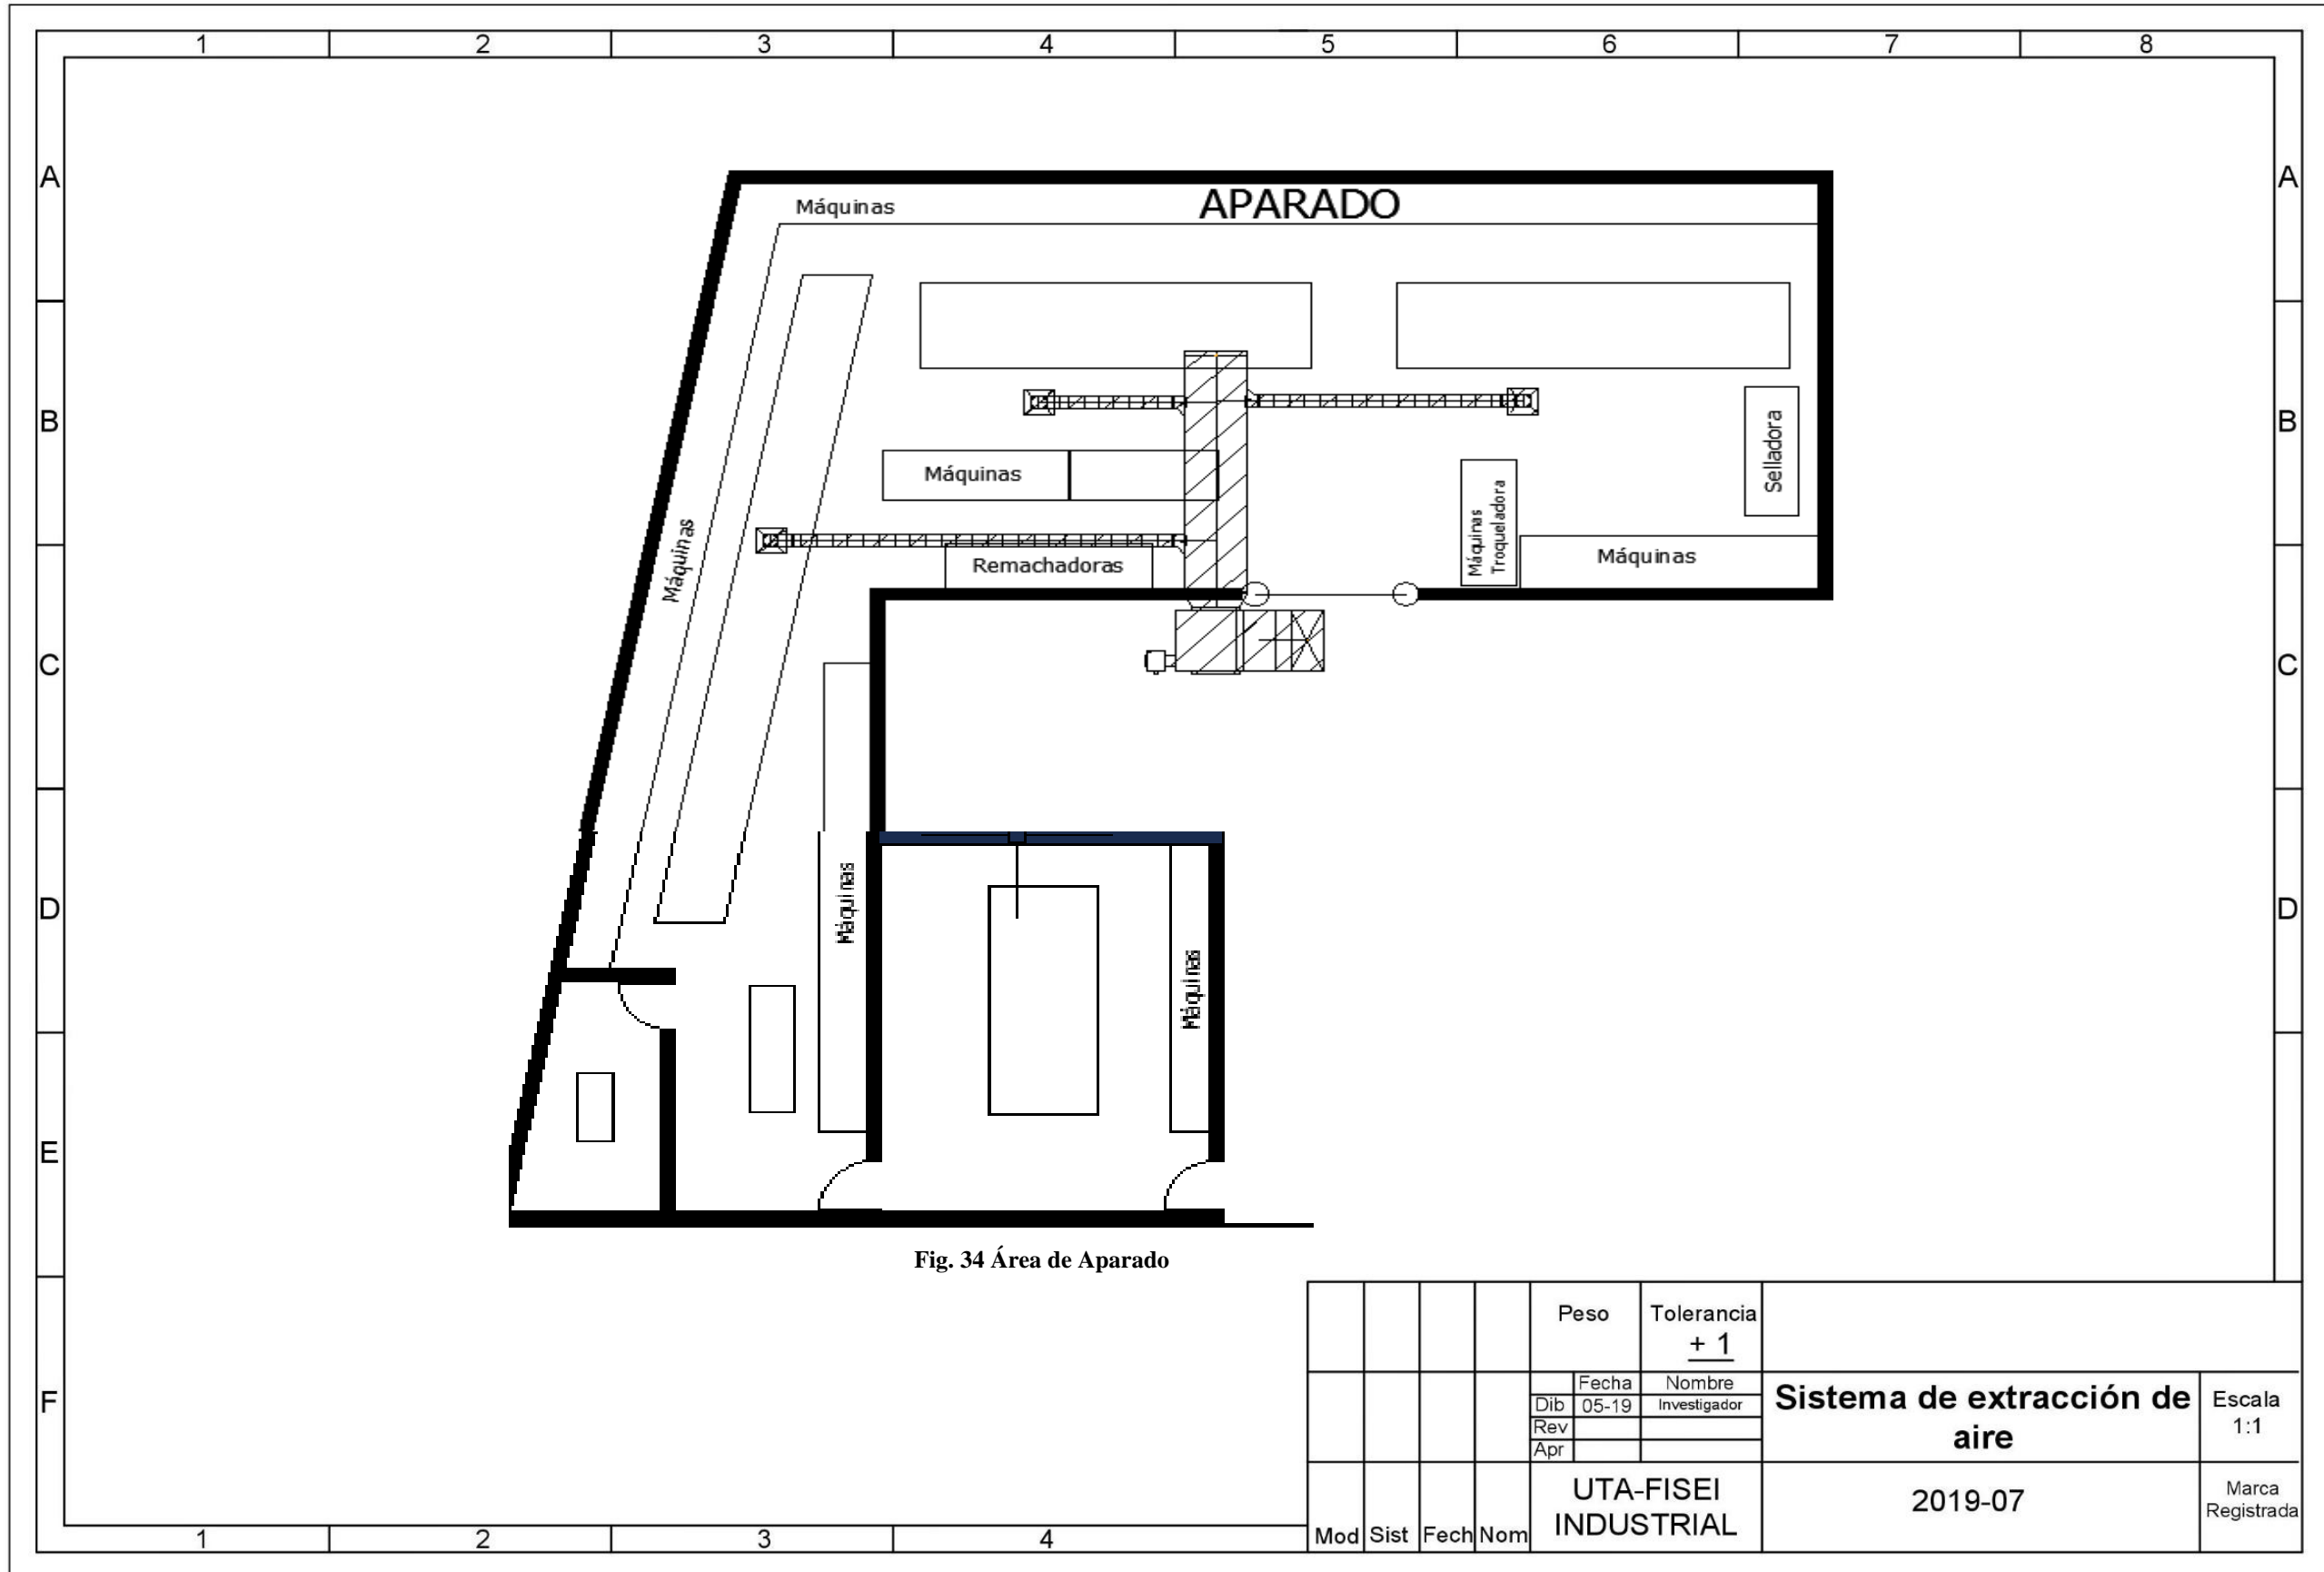 1 2 3 4 5 6 7 8
A A
Máquinas APARADO
B B
Selladora
Máquinas
Máquinas
Troqueladora
Máquinas
Máquinas
Remachadoras
C C
Máquinas
D D
Máquinas
E
Fig. 34 Área de Aparado
Peso Tolerancia
+ 1
Fecha Nombre
Dib 05-19 Investigador
Rev
Apr
Sistema de extracción de
aire
Escala
1:1
F
UTA-FISEI
INDUSTRIAL
2019-07
Marca
Registrada
Mod Sist Fech Nom
1 2 3 4